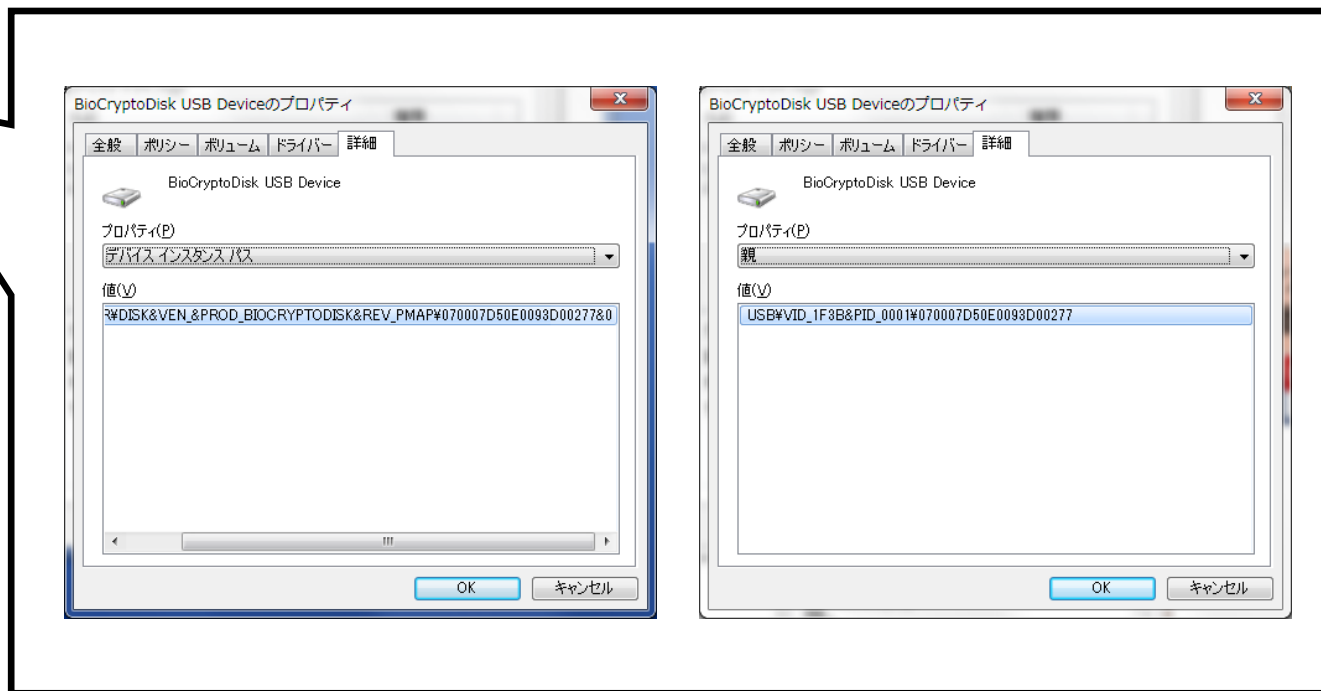 BioCryptoDisk USB Deviceのプロパティ
全般 ポリシー ボリューム ドライバー 詳細
BioCryptoDisk USB Device
プロパティ(P)
デバイス インスタンス パス
値(V)
R¥DISK&VEN_&PROD_BIOCRYPTODISK&REV_PMAP¥070007D50E0093D00277&0
OK キャンセル
BioCryptoDisk USB Deviceのプロパティ
全般 ポリシー ボリューム ドライバー 詳細
BioCryptoDisk USB Device
プロパティ(P)
親
値(V)
USB¥VID_1F3B&PID_0001¥070007D50E0093D00277
OK キャンセル